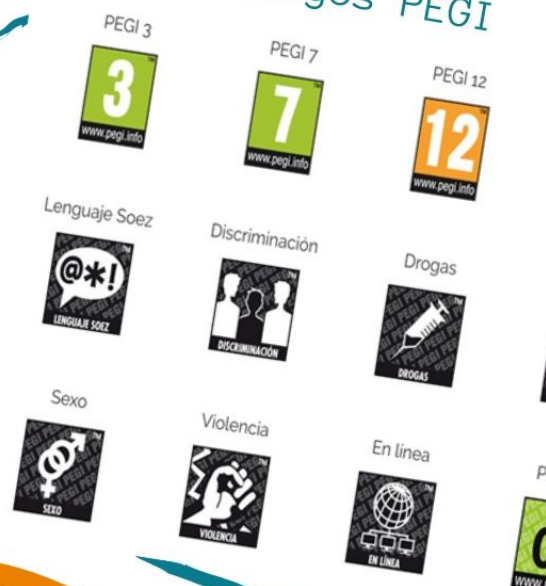 PEGI
PEGI 3
PEGI 7
PEGI 12
3
www.pegi.info
7
www.pegi.info
12
www.pegi.info
Lenguaje Soez
Discriminación
Drogas
@*!
LENGUAJE SOEZ
DISCRIMINACIÓN
DROGAS
Sexo
Violencia
En línea
SEXO
VIOLENCIA
EN LÍNEA